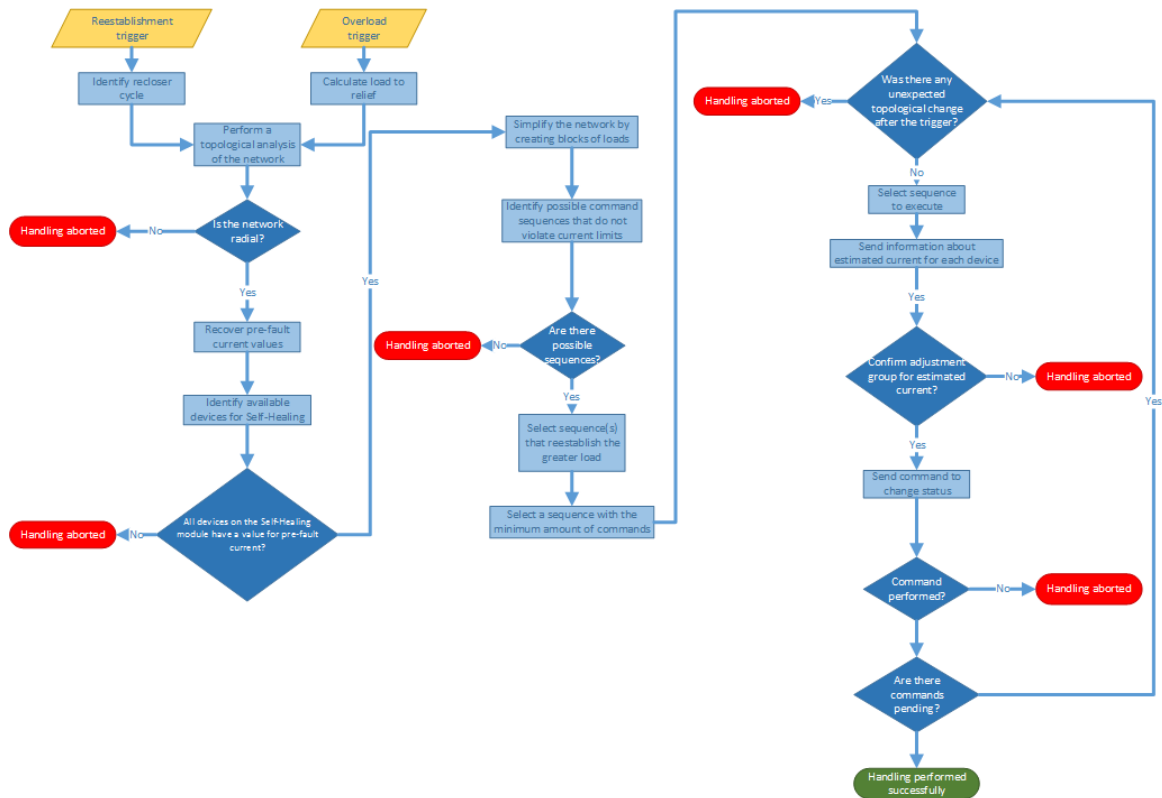 Reestablishment
trigger
Overload
trigger
Identify recloser
cycle
Calculate load to
relief
Perform a
topological analysis
of the network
Is the network
radial?
No
Handling aborted
Yes
Recover pre-fault
current values
Identify available
devices for Self-Healing
All devices on the Self-Healing
module have a value for pre-fault
current?
No
Handling aborted
Yes
Simplify the network by
creating blocks of loads
Identify possible command
sequences that do not
violate current limits
Are there
possible
sequences?
No
Handling aborted
Yes
Select sequence(s)
that reestablish the
greater load
Select a sequence with the
minimum amount of commands
Was there any
unexpected
topological change
after the trigger?
Yes
Handling aborted
No
Select sequence
to execute
Send information about
estimated current for each device
Yes
Confirm adjustment
group for estimated
current?
No
Handling aborted
Yes
Send command to
change status
Command
performed?
No
Handling aborted
Are there
commands
pending?
Yes
Handling performed
successfully